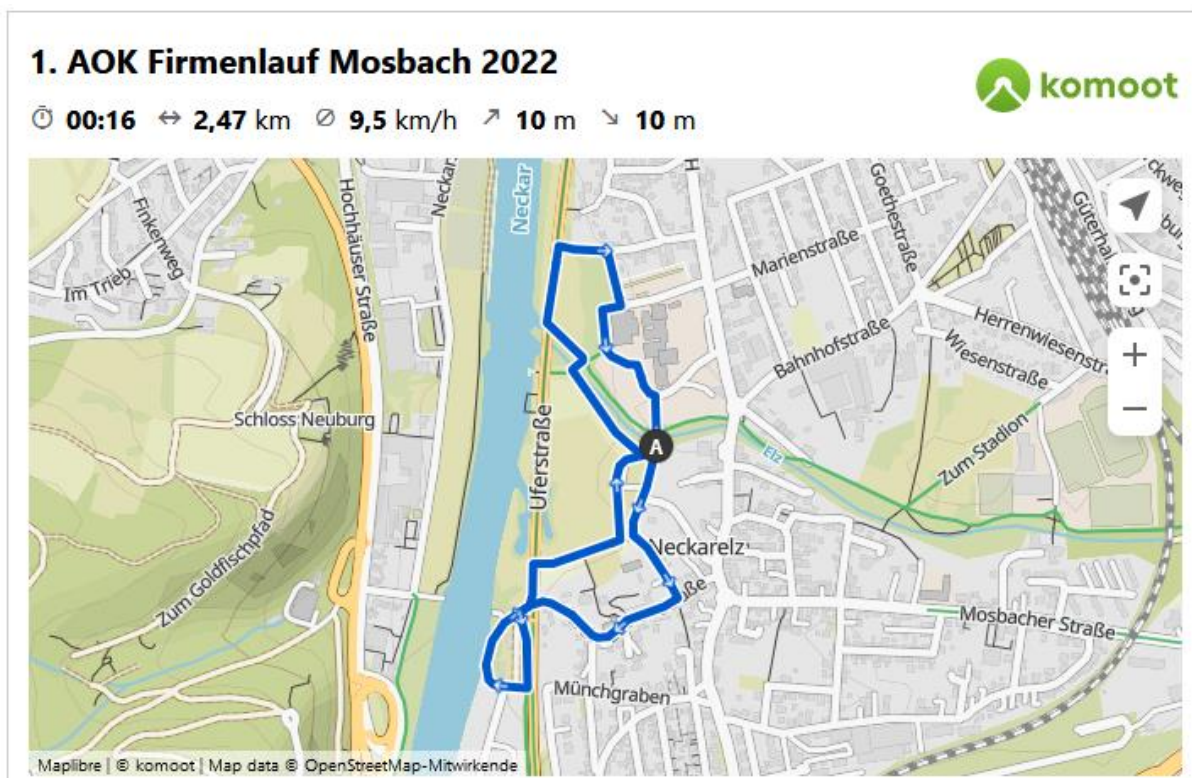 1. AOK Firmenlauf Mosbach 2022
komoot
00:16 2,47 km 9,5 km/h 10 m 10 m
Finkenweg
Im Trieb
Hochhäuser Straße
Neckar
Goethestraße
Marienstraße
Bahnhofstraße
Herrenwiesenstr
Wiesenstraße
Schloss Neuburg
Uferstraße
A
Elz
Zum Stadion
Neckarelz
Zum Goldfischpfad
Mosbacher Straße
Münchgraben
+
−
Maplibre | © komoot | Map data © OpenStreetMap-Mitwirkende